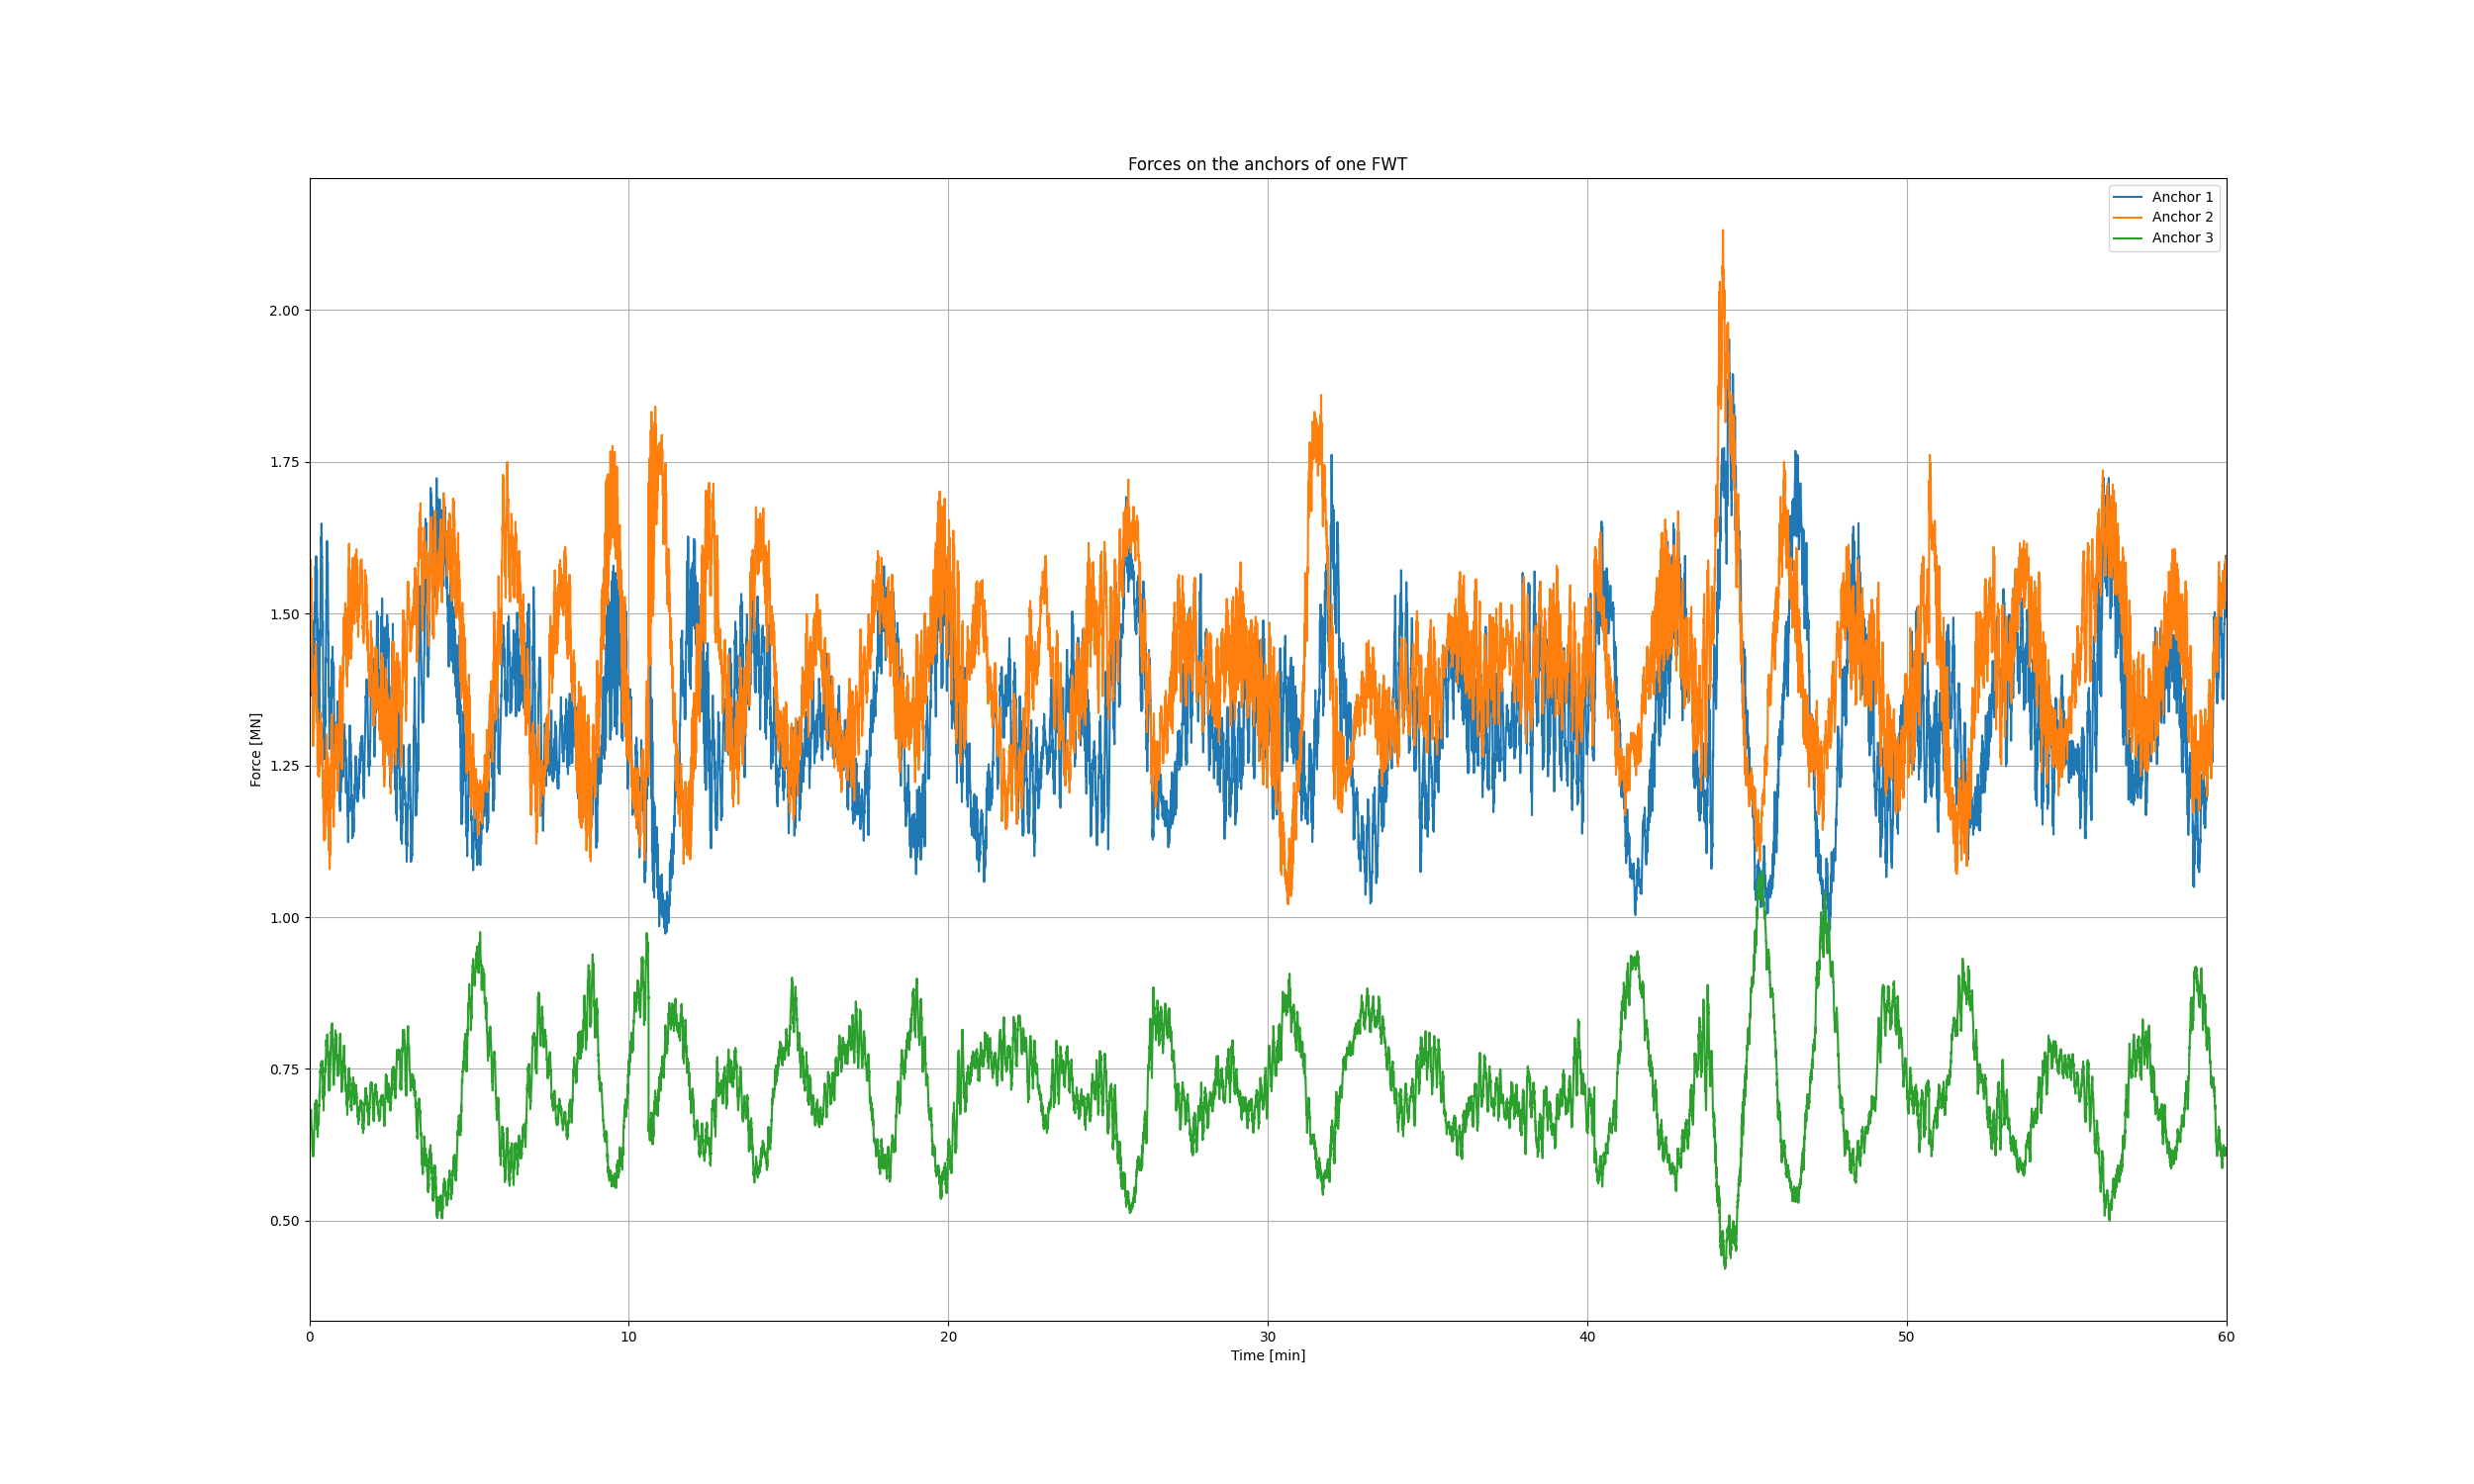 Forces on the anchors of one FWT
Anchor 1
Anchor 2
Anchor 3
Force [MN]
2.00
1.75
1.50
1.25
1.00
0.75
0.50
0 10 20 30 40 50 60
Time [min]